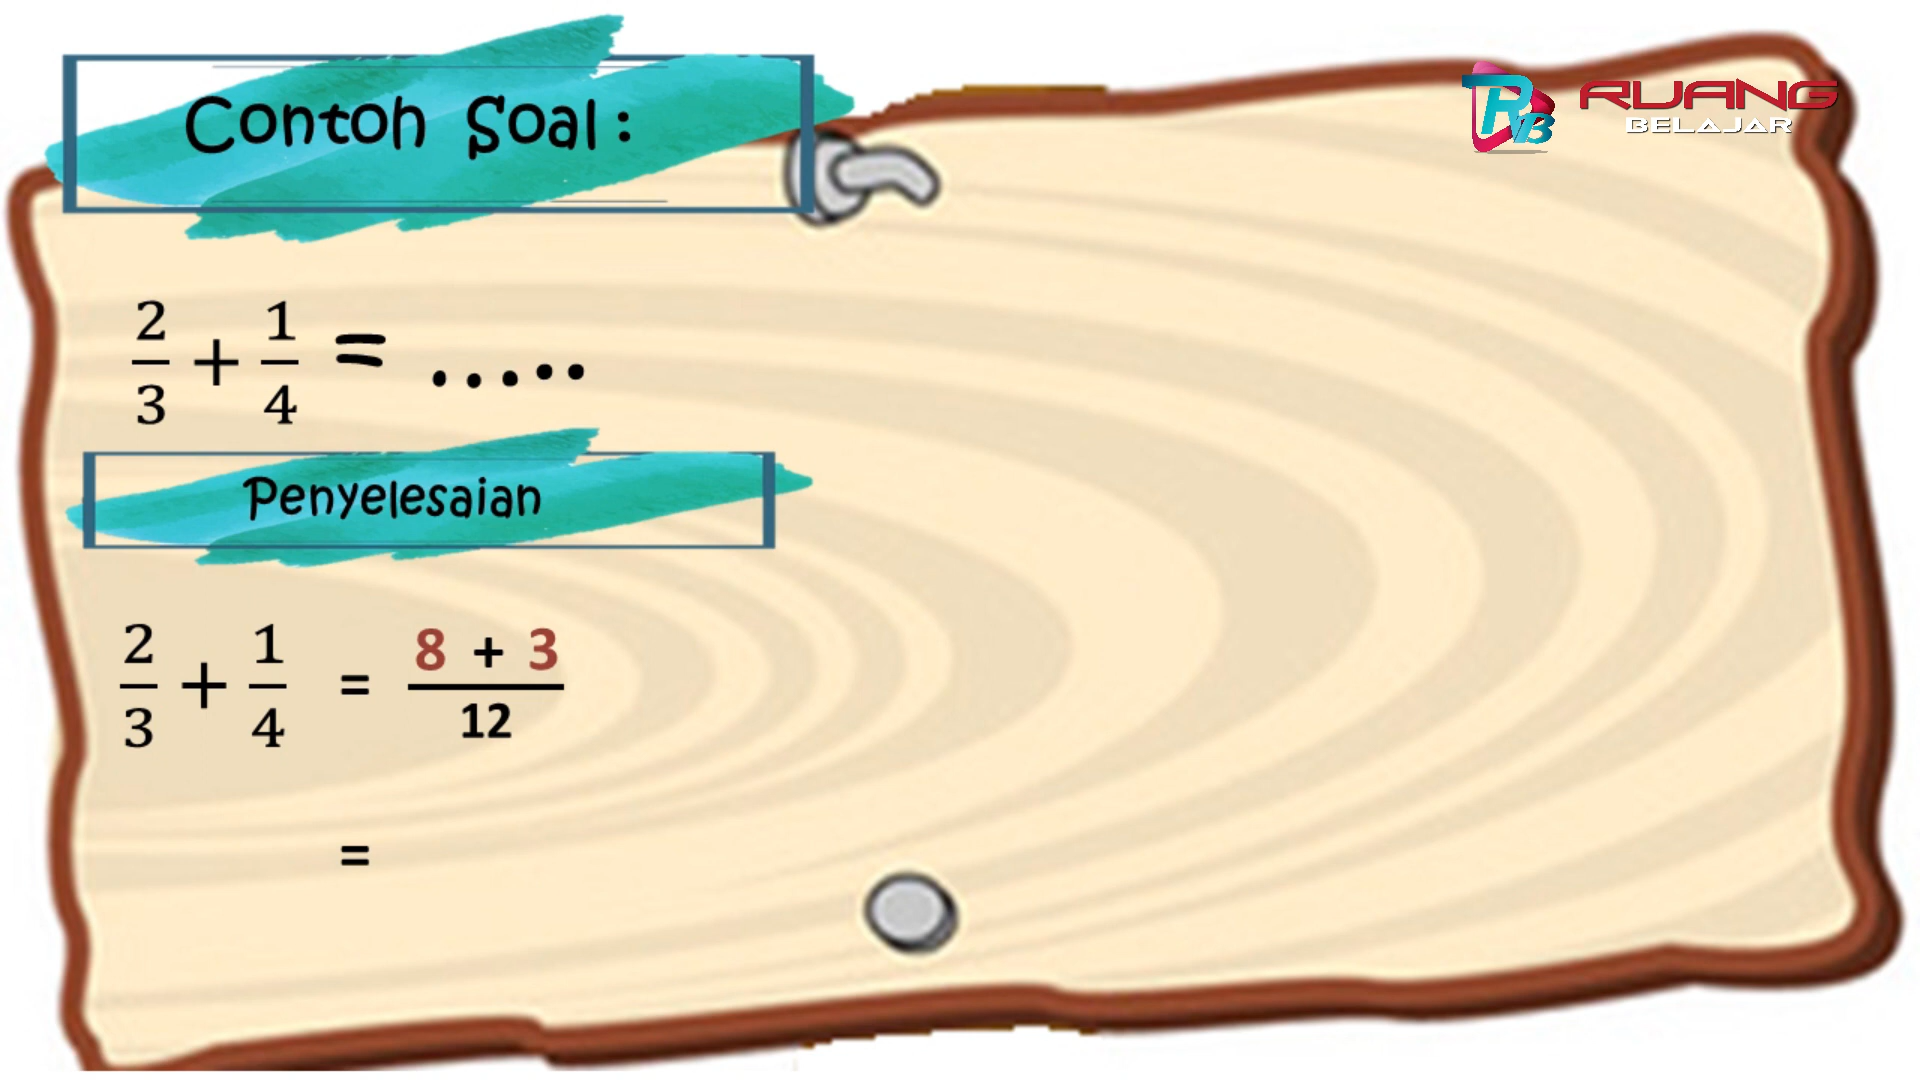 Contoh Soal :
RUANG
BELAJAR
2/3 + 1/4 = .....
Penyelesaian
2/3 + 1/4 = 8 + 3/12
=